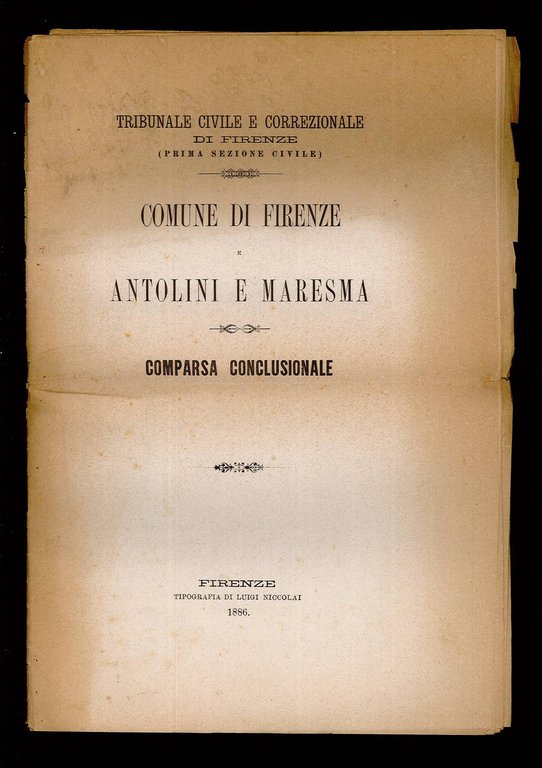 TRIBUNALE CIVILE E CORREZIONALE
DI FIRENZE
(PRIMA SEZIONE CIVILE)
COMUNE DI FIRENZE
E
ANTOLINI E MARESMA
COMPARSA CONCLUSIONALE
FIRENZE
TIPOGRAFIA DI LUIGI NICCOLAI
1886.